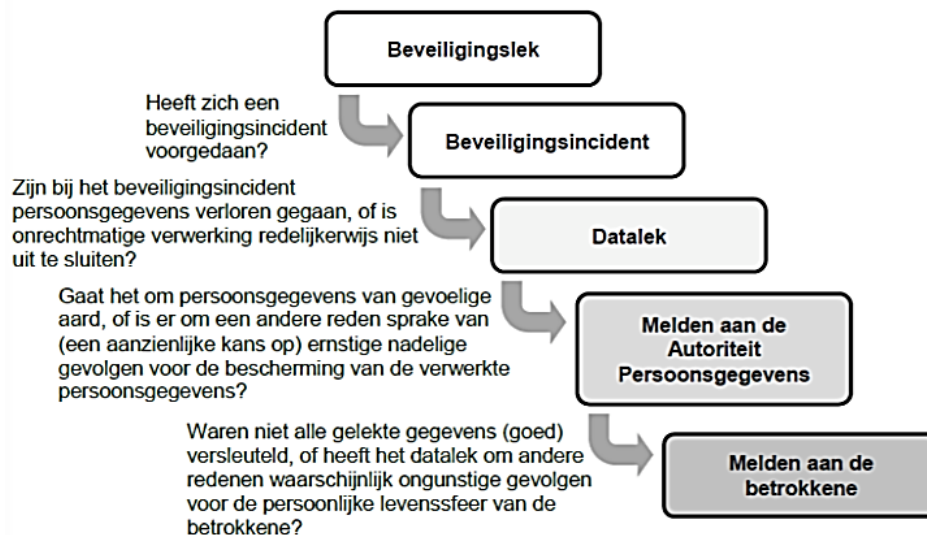 Beveiligingslek
Heeft zich een
beveiligingsincident
voorgedaan?
Beveiligingsincident
Zijn bij het beveiligingsincident
persoonsgegevens verloren gegaan, of is
onrechtmatige verwerking redelijkerwijs niet
uit te sluiten?
Datalek
Gaat het om persoonsgegevens van gevoelige
aard, of is er om een andere reden sprake van
(een aanzienlijke kans op) ernstige nadelige
gevolgen voor de bescherming van de verwerkte
persoonsgegevens?
Melden aan de
Autoriteit
Persoonsgegevens
Waren niet alle gelekte gegevens (goed)
versleuteld, of heeft het datalek om andere
redenen waarschijnlijk ongunstige gevolgen
voor de persoonlijke levenssfeer van de
betrokkene?
Melden aan de
betrokkene